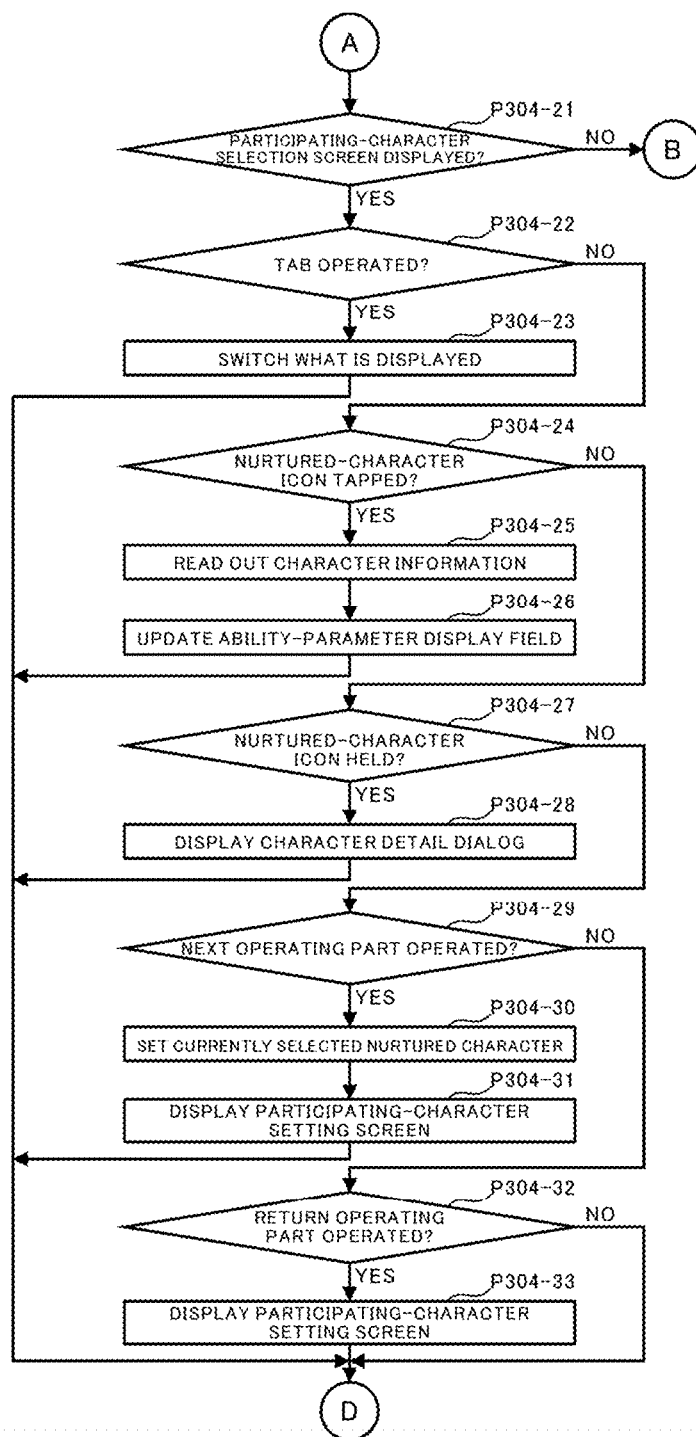 A
P304-21
PARTICIPATING-CHARACTER
SELECTION SCREEN DISPLAYED?
NO
B
YES
P304-22
TAB OPERATED?
NO
YES
P304-23
SWITCH WHAT IS DISPLAYED
P304-24
NURTURED-CHARACTER
ICON TAPPED?
NO
YES
P304-25
READ OUT CHARACTER INFORMATION
P304-26
UPDATE ABILITY-PARAMETER DISPLAY FIELD
P304-27
NURTURED-CHARACTER
ICON HELD?
NO
YES
P304-28
DISPLAY CHARACTER DETAIL DIALOG
P304-29
NEXT OPERATING PART OPERATED?
NO
YES
P304-30
SET CURRENTLY SELECTED NURTURED CHARACTER
P304-31
DISPLAY PARTICIPATING-CHARACTER
SETTING SCREEN
P304-32
RETURN OPERATING
PART OPERATED?
NO
YES
P304-33
DISPLAY PARTICIPATING-CHARACTER
SETTING SCREEN
D